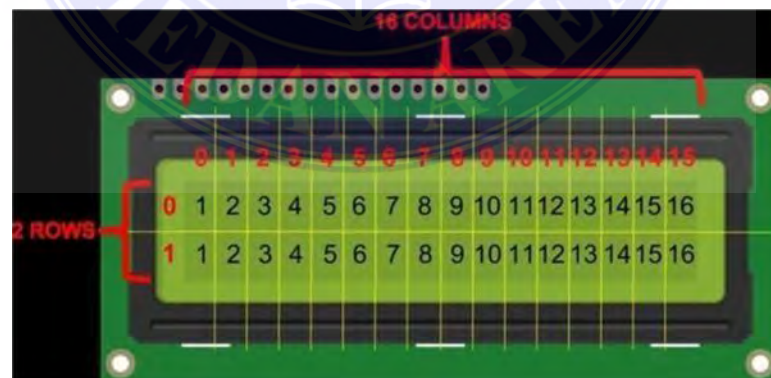 MEDAN AREA
16 COLUMNS
0 1 2 3 4 5 6 7 8 9 10 11 12 13 14 15
0 1 2 3 4 5 6 7 8 9 10 11 12 13 14 15 16
2 ROWS
1 1 2 3 4 5 6 7 8 9 10 11 12 13 14 15 16